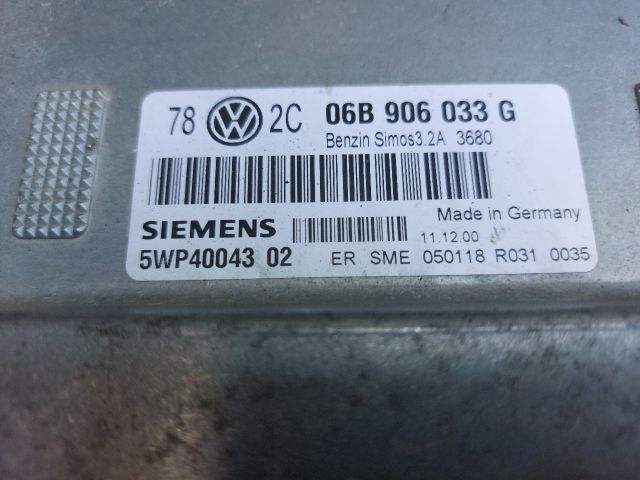 78 VW 2C 06B 906 033 G
Benzin Simos3.2A 3680
Made in Germany
SIEMENS 11.12.00
5WP40043 02 ER SME 050118 R031 0035